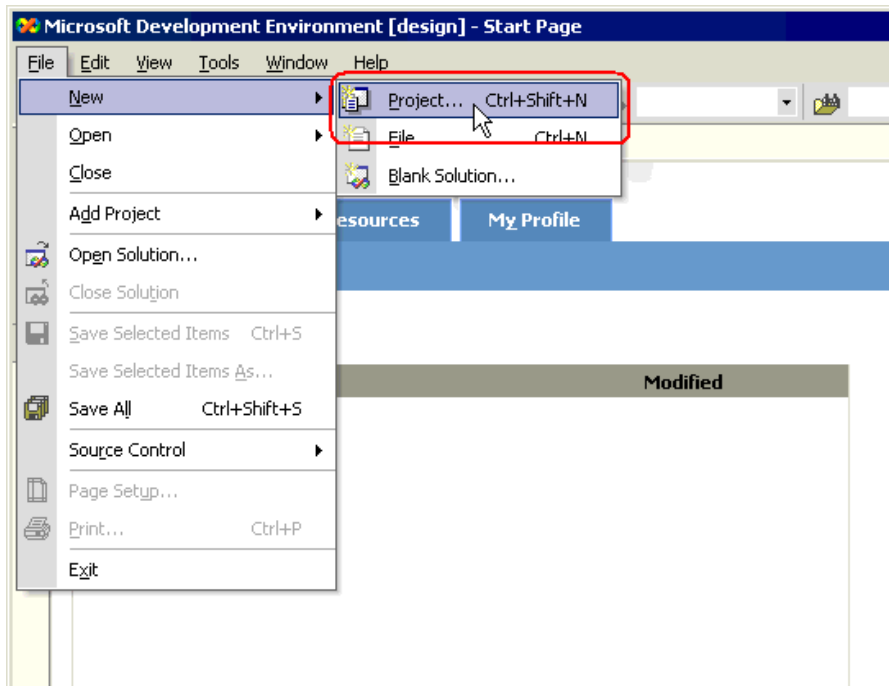 Microsoft Development Environment [design] - Start Page
File Edit View Tools Window Help
New
Project... Ctrl+Shift+N
Open
File Ctrl+N
Close
Blank Solution...
Add Project
esources My Profile
Open Solution...
Close Solution
Save Selected Items Ctrl+S
Save Selected Items As...
Modified
Save All Ctrl+Shift+S
Source Control
Page Setup...
Print... Ctrl+P
Exit